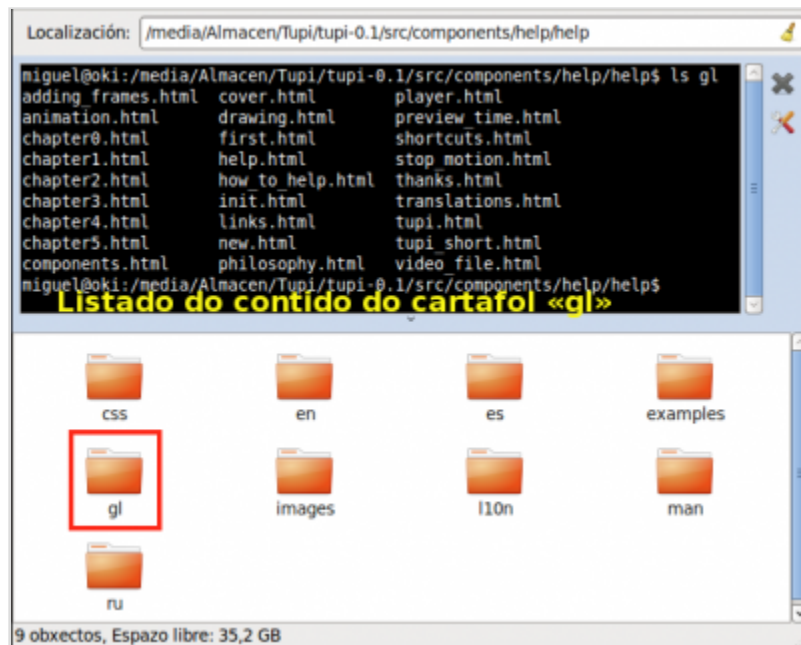 Localización: /media/Almacen/Tupi/tupi-0.1/src/components/help/help
miguel@oki:/media/Almacen/Tupi/tupi-0.1/src/components/help/help$ ls gl
adding_frames.html cover.html player.html
animation.html drawing.html preview_time.html
chapter0.html first.html shortcuts.html
chapter1.html help.html stop_motion.html
chapter2.html how_to_help.html thanks.html
chapter3.html init.html translations.html
chapter4.html links.html tupi.html
chapter5.html new.html tupi_short.html
components.html philosophy.html video_file.html
miguel@oki:/media/Almacen/Tupi/tupi-0.1/src/components/help/help$
Listado do contido do cartafol «gl»
css en es examples
gl images l10n man
ru
9 obxectos, Espazo libre: 35,2 GB